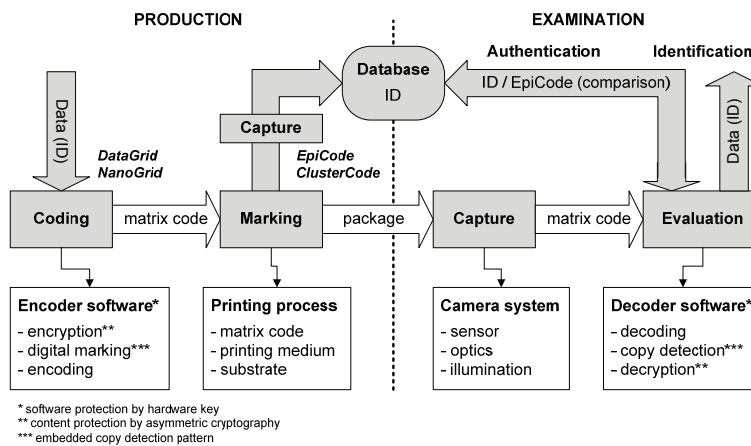 PRODUCTION
EXAMINATION
Data (ID)
DataGrid
NanoGrid
Capture
EpiCode
ClusterCode
Database
ID
Authentication
Identification
ID / EpiCode (comparison)
Data (ID)
Coding
matrix code
Marking
package
Capture
matrix code
Evaluation
Encoder software*
- encryption**
- digital marking***
- encoding
Printing process
- matrix code
- printing medium
- substrate
Camera system
- sensor
- optics
- illumination
Decoder software*
- decoding
- copy detection***
- decryption**
* software protection by hardware key
** content protection by asymmetric cryptography
*** embedded copy detection pattern